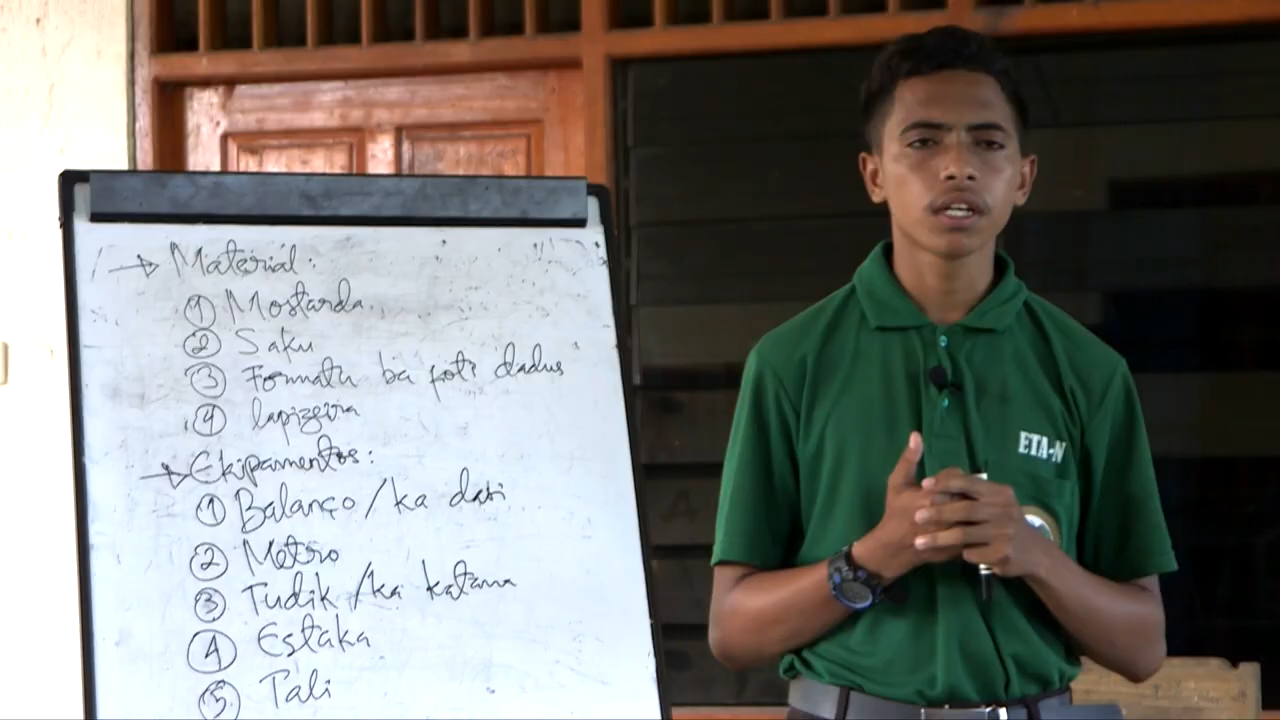 → Material:
① Mostarda
② Saku
③ Formatu ba foti dadus
④ lapizeira
→ Ekipamentos:
① Balanço / ka dasi
② Metro
③ Tudik / ka katana
④ Estaka
⑤ Tali
ETA-N